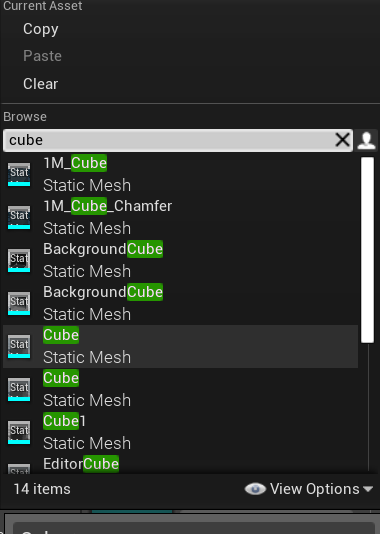 Current Asset
Copy
Paste
Clear
Browse
cube
Stat
1M_Cube
Static Mesh
Stat
1M_Cube_Chamfer
Static Mesh
Stat
BackgroundCube
Static Mesh
Stat
BackgroundCube
Static Mesh
Stat
Cube
Static Mesh
Stat
Cube
Static Mesh
Stat
Cube1
Static Mesh
Stat
EditorCube
14 items
View Options